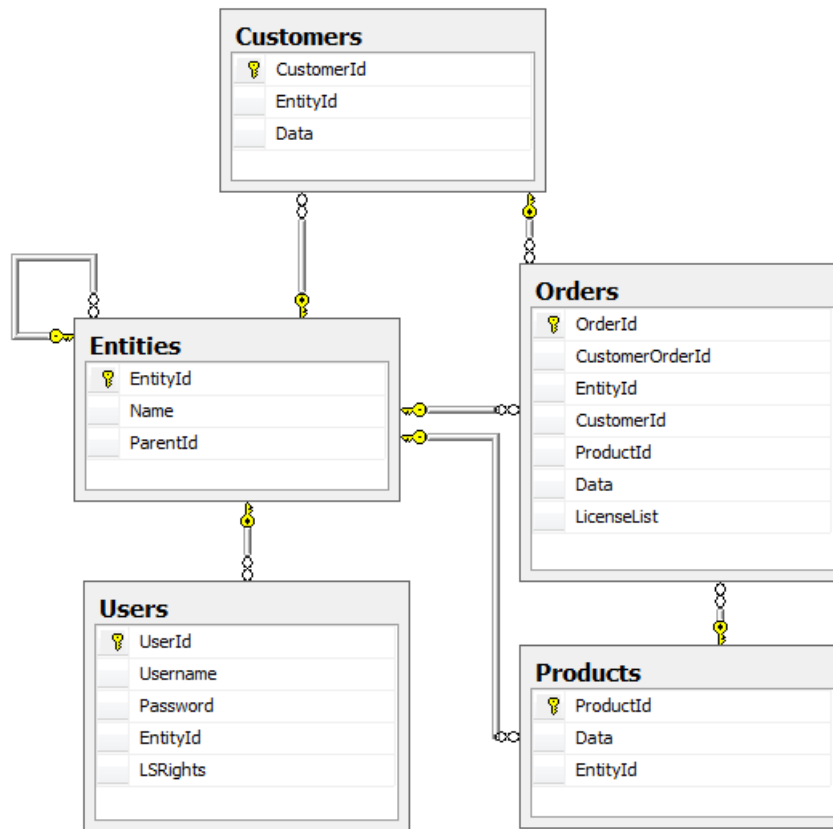 Customers
CustomerId
EntityId
Data
Orders
OrderId
CustomerOrderId
EntityId
CustomerId
ProductId
Data
LicenseList
Entities
EntityId
Name
ParentId
Users
UserId
Username
Password
EntityId
LSRights
Products
ProductId
Data
EntityId